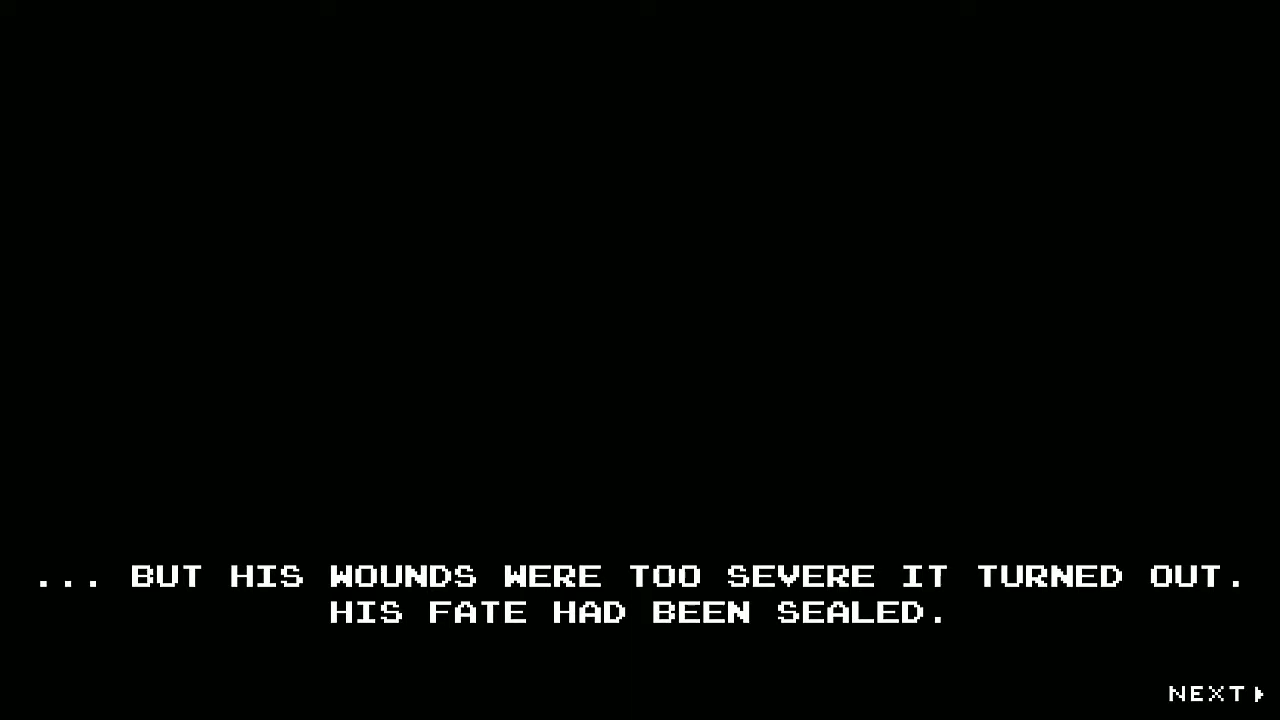 ... BUT HIS WOUNDS WERE TOO SEVERE IT TURNED OUT.
HIS FATE HAD BEEN SEALED.
NEXT